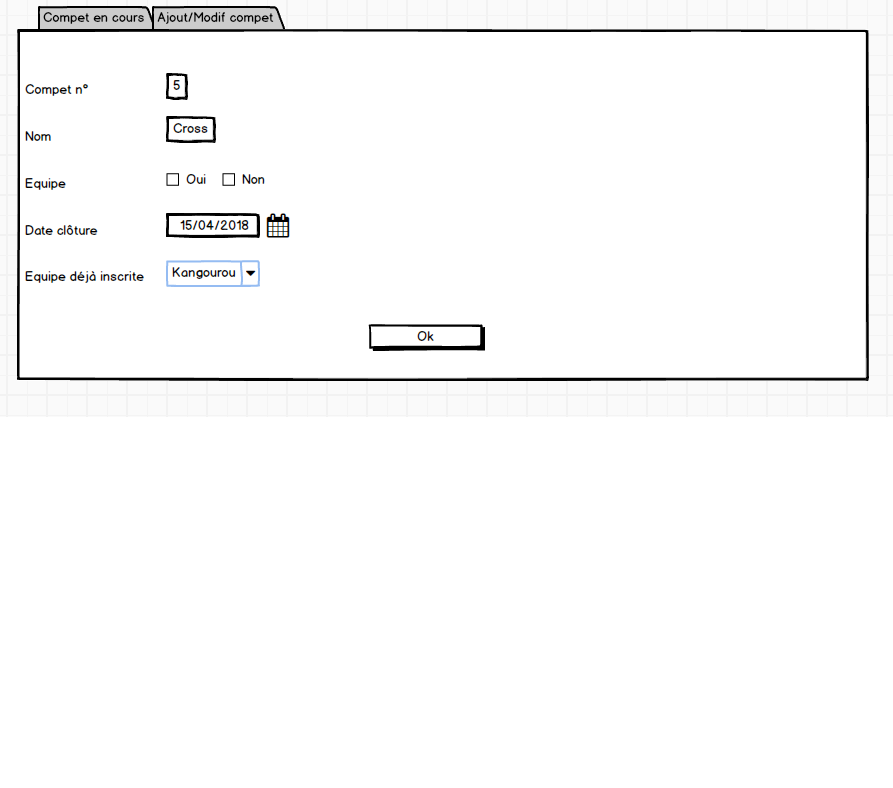 Compet en cours Ajout/Modif compet
Compet n° 5
Nom Cross
Equipe Oui Non
Date clôture 15/04/2018
Equipe déjà inscrite Kangourou
Ok